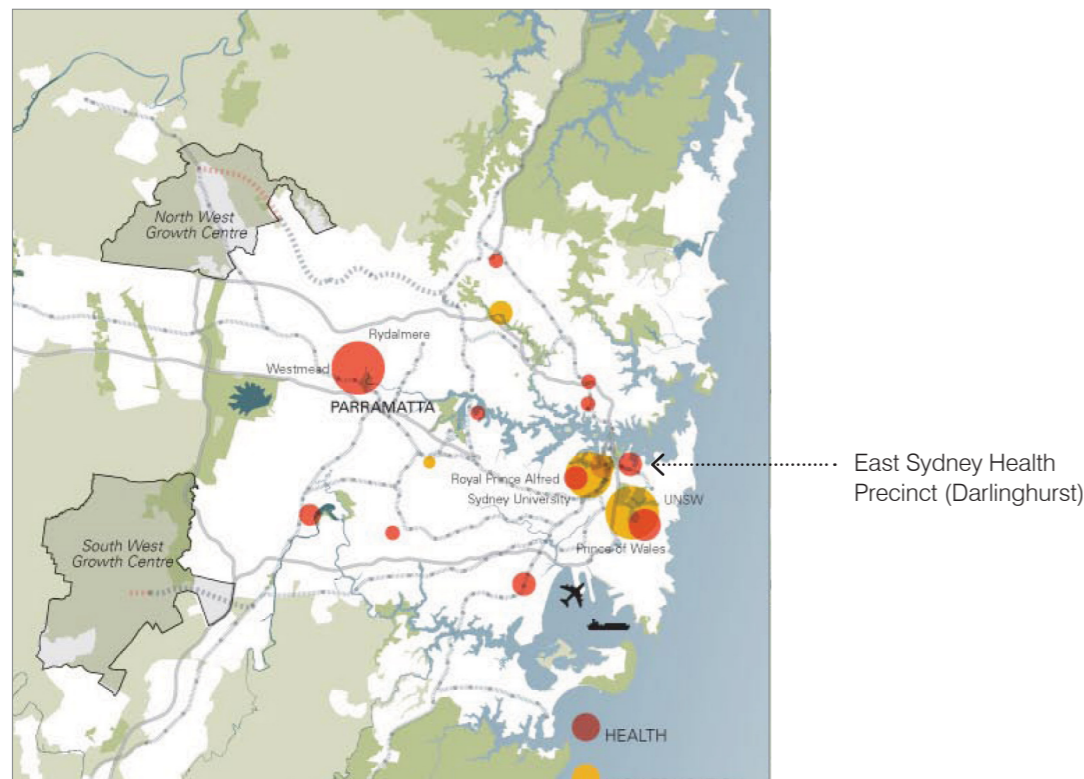 North West
Growth Centre
Rydalmere
Westmead
PARRAMATTA
Royal Prince Alfred
Sydney University
UNSW
East Sydney Health
Precinct (Darlinghurst)
South West
Growth Centre
Prince of Wales
HEALTH